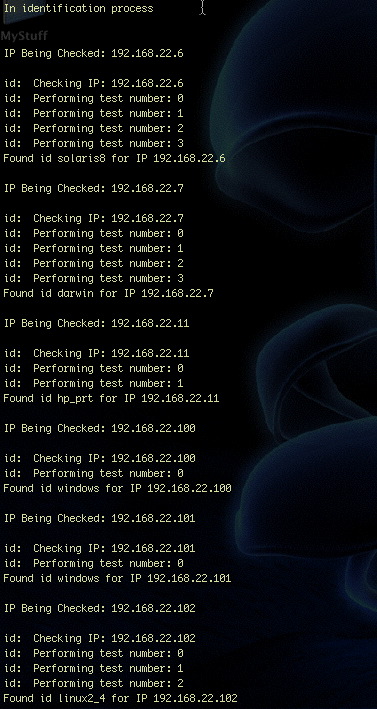 In identification process
MyStuff
IP Being Checked: 192.168.22.6
id:  Checking IP: 192.168.22.6
id:  Performing test number: 0
id:  Performing test number: 1
id:  Performing test number: 2
id:  Performing test number: 3
Found id solaris8 for IP 192.168.22.6
IP Being Checked: 192.168.22.7
id:  Checking IP: 192.168.22.7
id:  Performing test number: 0
id:  Performing test number: 1
id:  Performing test number: 2
id:  Performing test number: 3
Found id darwin for IP 192.168.22.7
IP Being Checked: 192.168.22.11
id:  Checking IP: 192.168.22.11
id:  Performing test number: 0
id:  Performing test number: 1
Found id hp_prt for IP 192.168.22.11
IP Being Checked: 192.168.22.100
id:  Checking IP: 192.168.22.100
id:  Performing test number: 0
Found id windows for IP 192.168.22.100
IP Being Checked: 192.168.22.101
id:  Checking IP: 192.168.22.101
id:  Performing test number: 0
Found id windows for IP 192.168.22.101
IP Being Checked: 192.168.22.102
id:  Checking IP: 192.168.22.102
id:  Performing test number: 0
id:  Performing test number: 1
id:  Performing test number: 2
Found id linux2_4 for IP 192.168.22.102